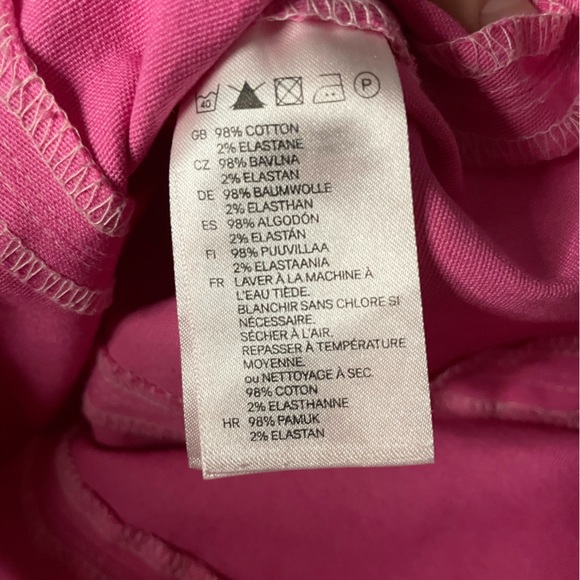 40 P
GB 98% COTTON
2% ELASTANE
CZ 98% BAVLNA
2% ELASTAN
DE 98% BAUMWOLLE
2% ELASTHAN
ES 98% ALGODÓN
2% ELASTÁN
FI 98% PUUVILLAA
2% ELASTAANIA
FR LAVER À LA MACHINE À
L'EAU TIÈDE.
BLANCHIR SANS CHLORE SI
NÉCESSAIRE.
SÉCHER À L'AIR.
REPASSER À TEMPÉRATURE
MOYENNE.
ou NETTOYAGE À SEC.
98% COTON
2% ELASTHANNE
HR 98% PAMUK
2% ELASTAN